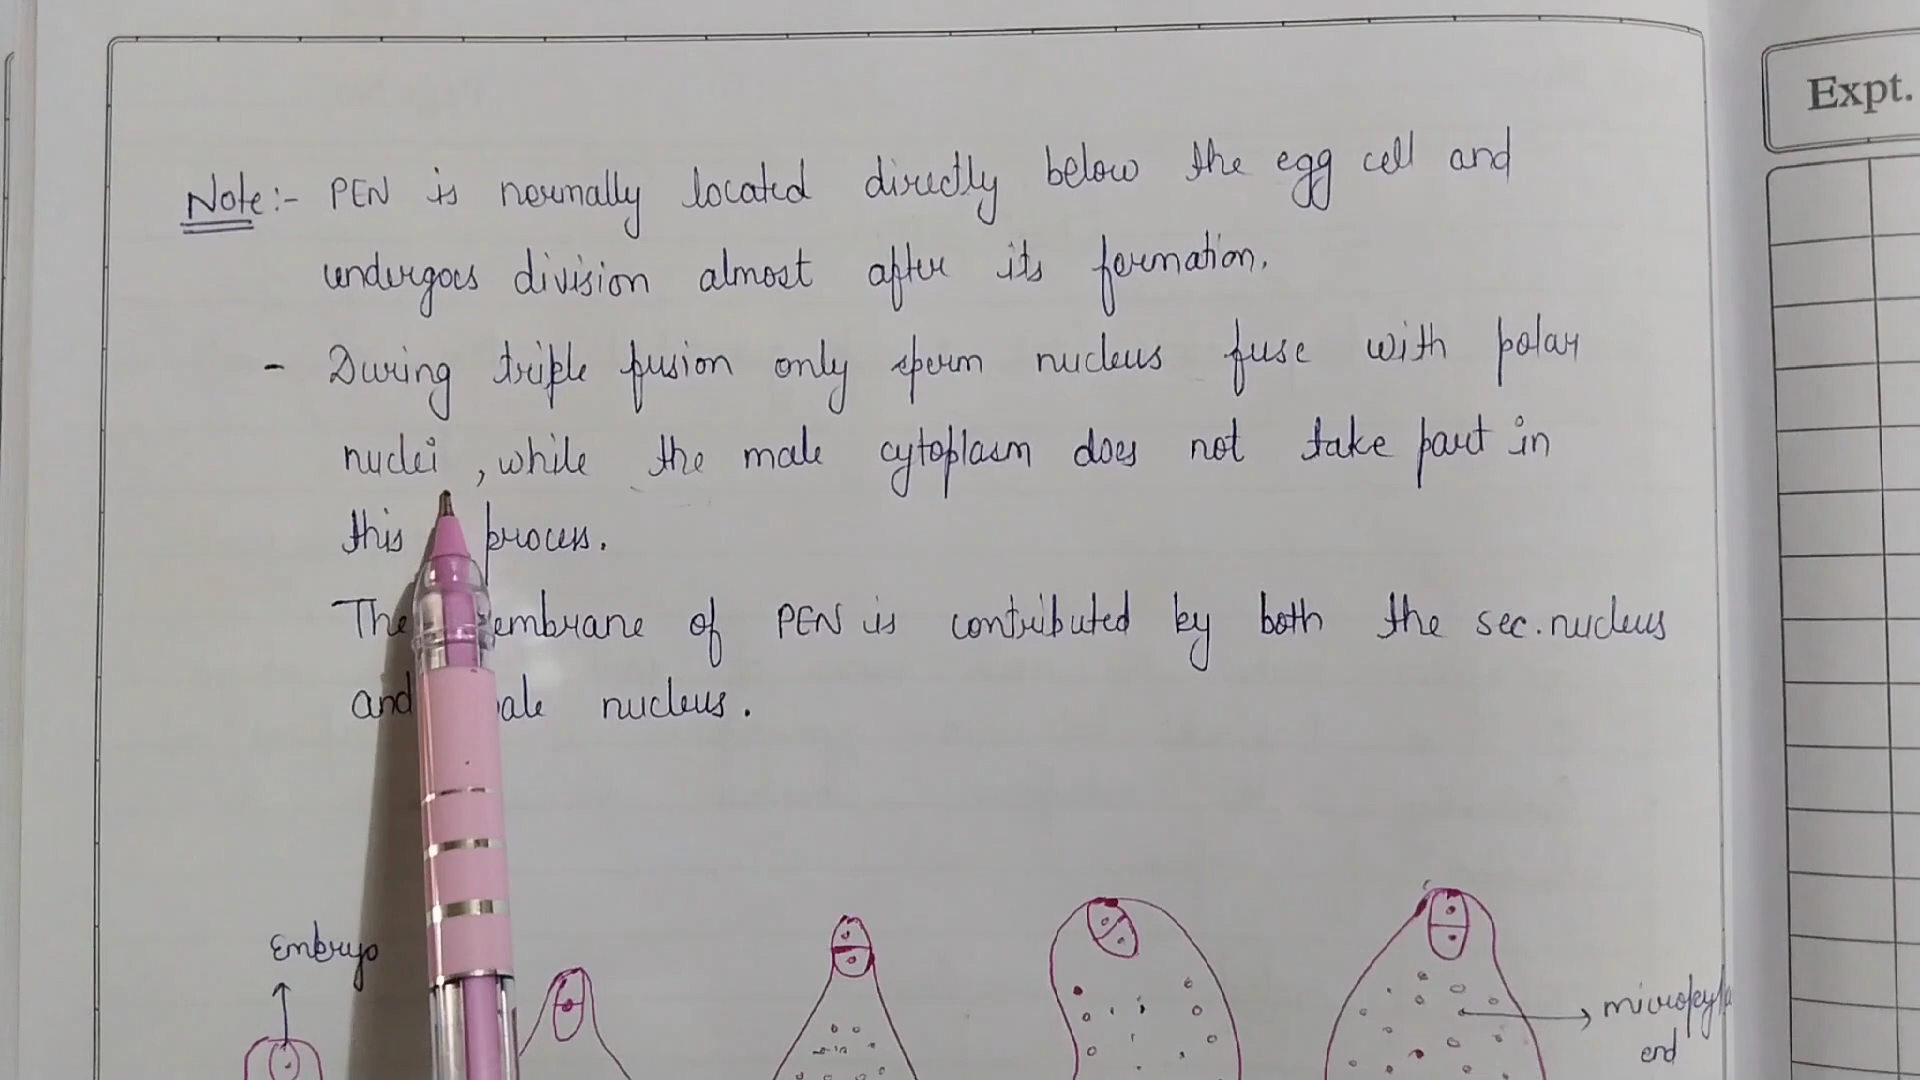 Expt.
Note:- PEN is normally located directly below the egg cell and
undergoes division almost after its formation.
- During triple fusion only sperm nucleus fuse with polar
nuclei, while the male cytoplasm does not take part in
this process.
The embrane of PEN is contributed by both the sec. nucleus
and ale nucleus.
Embryo
end